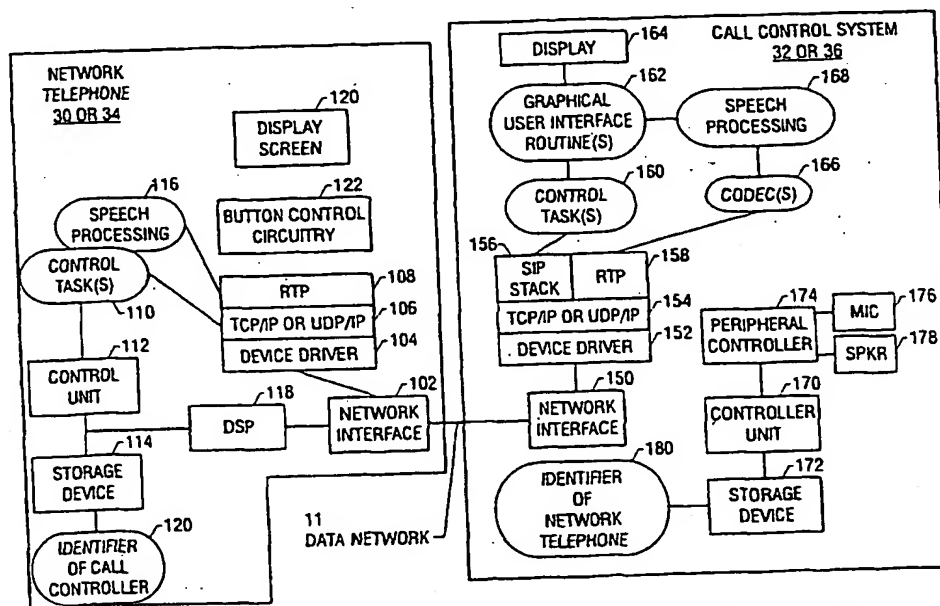 NETWORK
TELEPHONE
30 OR 34
120
DISPLAY
SCREEN
122
BUTTON CONTROL
CIRCUITRY
116
SPEECH
PROCESSING
CONTROL
TASK(S)
110
RTP
108
TCP/IP OR UDP/IP
106
DEVICE DRIVER
104
112
CONTROL
UNIT
118
DSP
102
NETWORK
INTERFACE
114
STORAGE
DEVICE
120
IDENTIFIER
OF CALL
CONTROLLER
11
DATA NETWORK
CALL CONTROL SYSTEM
32 OR 36
DISPLAY
164
162
GRAPHICAL
USER INTERFACE
ROUTINE(S)
168
SPEECH
PROCESSING
160
CONTROL
TASK(S)
166
CODEC(S)
156
SIP
STACK
RTP
158
TCP/IP OR UDP/IP
154
DEVICE DRIVER
152
174
PERIPHERAL
CONTROLLER
176
MIC
178
SPKR
150
NETWORK
INTERFACE
170
CONTROLLER
UNIT
180
IDENTIFIER
OF
NETWORK
TELEPHONE
172
STORAGE
DEVICE